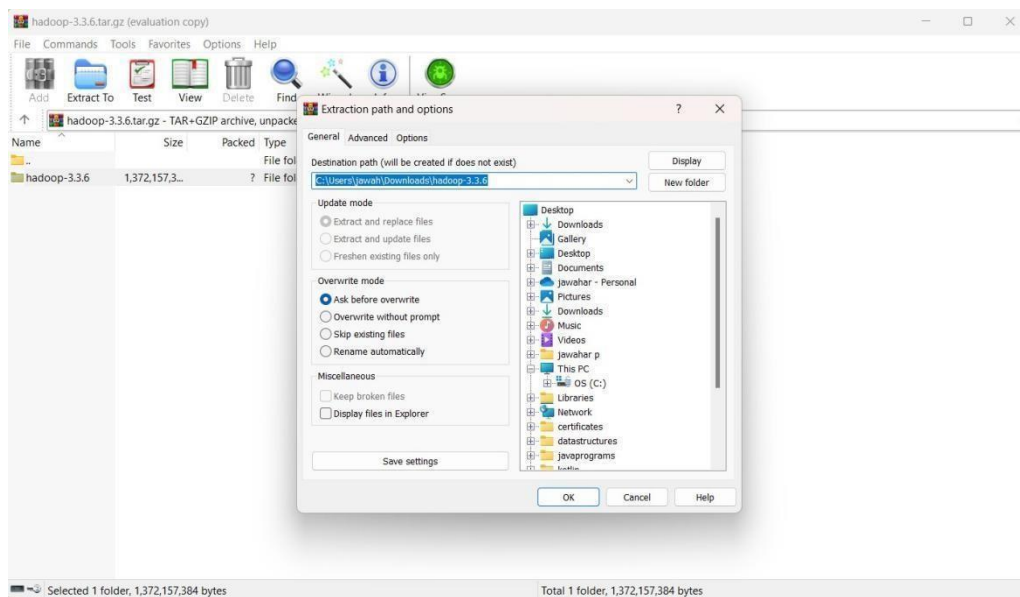 hadoop-3.3.6.tar.gz (evaluation copy)
File Commands Tools Favorites Options Help
Add Extract To Test View Delete Find
hadoop-3.3.6.tar.gz - TAR+GZIP archive, unpacke
Name Size Packed Type
.. File fol
hadoop-3.3.6 1,372,157,3... ? File fol
Extraction path and options ?
General Advanced Options
Destination path (will be created if does not exist)
Display
C:\Users\jawah\Downloads\hadoop-3.3.6
New folder
Update mode
Extract and replace files
Extract and update files
Freshen existing files only
Overwrite mode
Ask before overwrite
Overwrite without prompt
Skip existing files
Rename automatically
Miscellaneous
Keep broken files
Display files in Explorer
Save settings
Desktop
Downloads
Gallery
Desktop
Documents
jawahar - Personal
Pictures
Downloads
Music
Videos
jawahar p
This PC
OS (C:)
Libraries
Network
certificates
datastructures
javaprograms
OK Cancel Help
Selected 1 folder, 1,372,157,384 bytes
Total 1 folder, 1,372,157,384 bytes